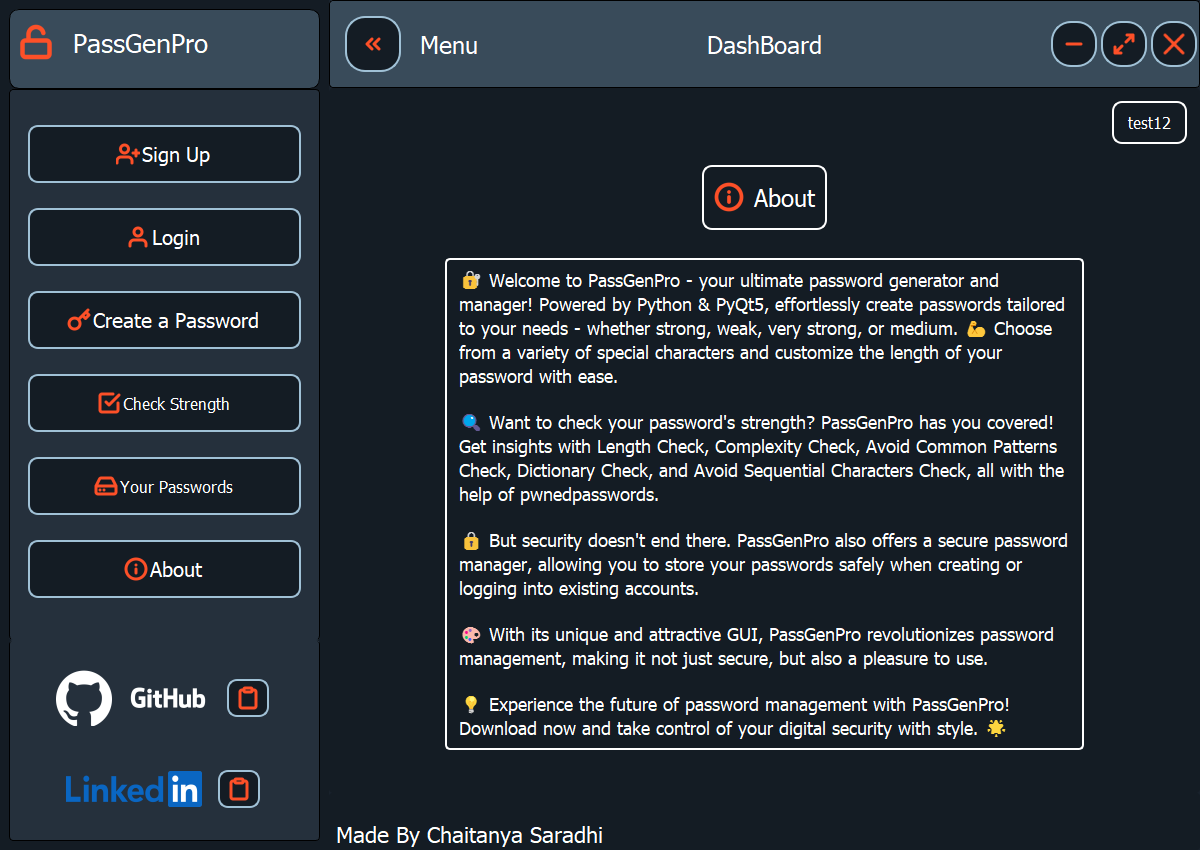 PassGenPro
Menu
DashBoard
test12
Sign Up
Login
Create a Password
Check Strength
Your Passwords
About
GitHub
Linked in
About
🔐 Welcome to PassGenPro - your ultimate password generator and
manager! Powered by Python & PyQt5, effortlessly create passwords tailored
to your needs - whether strong, weak, very strong, or medium. 💪 Choose
from a variety of special characters and customize the length of your
password with ease.
🔍 Want to check your password's strength? PassGenPro has you covered!
Get insights with Length Check, Complexity Check, Avoid Common Patterns
Check, Dictionary Check, and Avoid Sequential Characters Check, all with the
help of pwnedpasswords.
🔒 But security doesn't end there. PassGenPro also offers a secure password
manager, allowing you to store your passwords safely when creating or
logging into existing accounts.
🎨 With its unique and attractive GUI, PassGenPro revolutionizes password
management, making it not just secure, but also a pleasure to use.
💡 Experience the future of password management with PassGenPro!
Download now and take control of your digital security with style. 🌟
Made By Chaitanya Saradhi